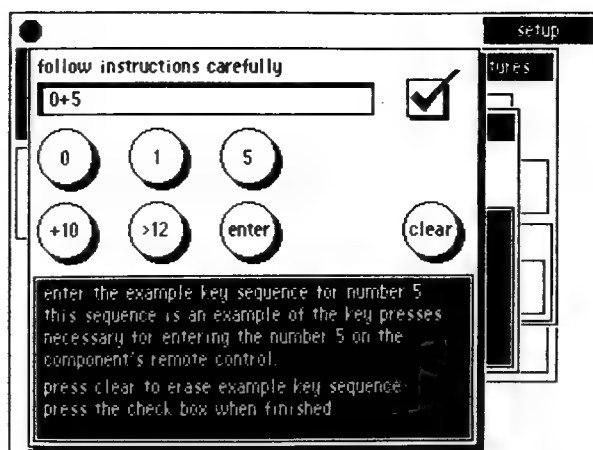 setup
tures
follow instructions carefully
0+5
0 1 5
+10 >12 enter clear
enter the example key sequence for number 5
this sequence is an example of the key presses
necessary for entering the number 5 on the
component's remote control.
press clear to erase example key sequence
press the check box when finished